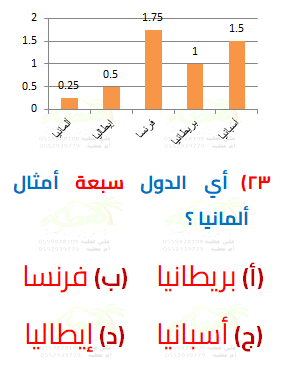 2
1.5
1
0.5
0
0.25
0.5
1.75
1
1.5
ألمانيا
إيطاليا
فرنسا
بريطانيا
أسبانيا
٢٣) أي الدول سبعة أمثال
ألمانيا ؟
(أ) بريطانيا (ب) فرنسا
(ج) أسبانيا (د) إيطاليا